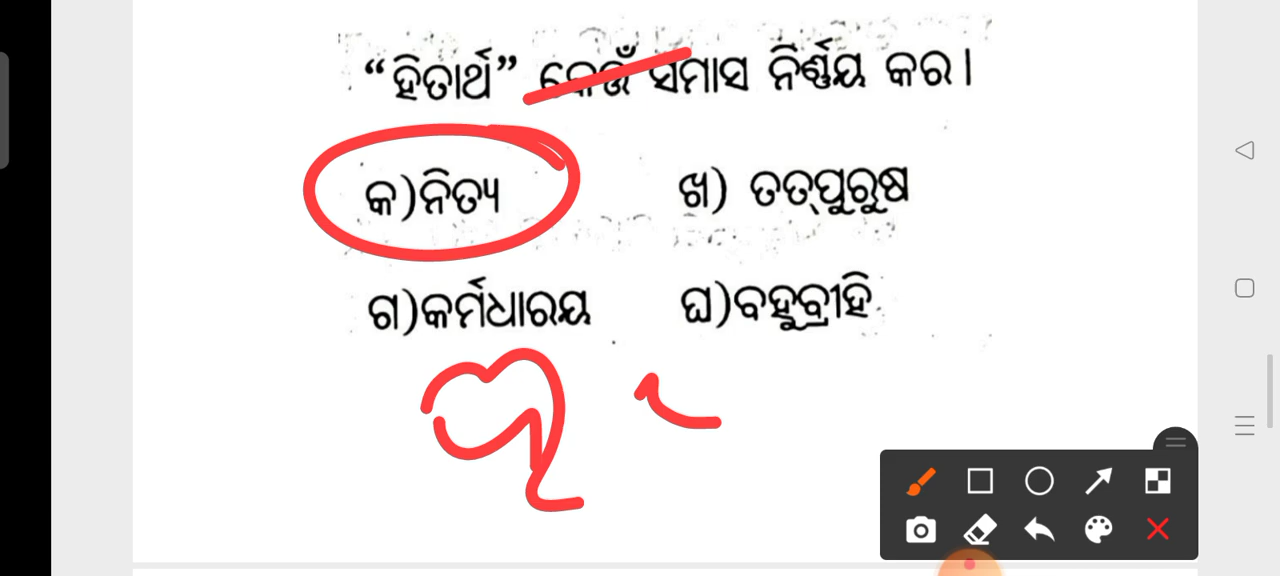 “ହିତାର୍ଥ” କେଉଁ ସମାସ ନିର୍ଣ୍ଣୟ କର ।
କ)ନିତ୍ୟ ଖ) ତତ୍‌ପୁରୁଷ
ଗ)କର୍ମଧାରୟ ଘ)ବହୁବ୍ରୀହି